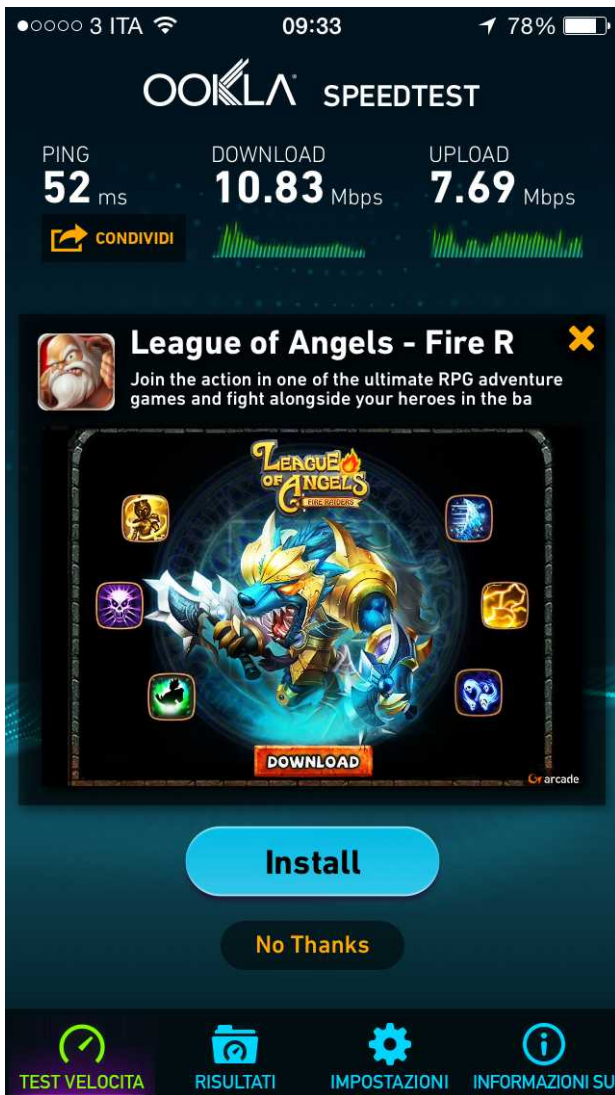 3 ITA 09:33 78%
OOKLA SPEEDTEST
PING DOWNLOAD UPLOAD
52 ms 10.83 Mbps 7.69 Mbps
CONDIVIDI
League of Angels - Fire R
Join the action in one of the ultimate RPG adventure
games and fight alongside your heroes in the ba
LEAGUE
OF ANGELS
FIRE RAIDERS
DOWNLOAD
arcade
Install
No Thanks
TEST VELOCITA RISULTATI IMPOSTAZIONI INFORMAZIONI SU